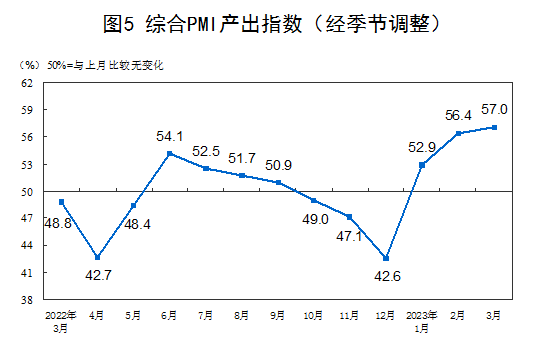 图5 综合PMI产出指数（经季节调整）
（%）50%=与上月比较无变化
62
59
56
53
50
47
44
41
38
48.8
42.7
48.4
54.1
52.5
51.7
50.9
49.0
47.1
42.6
52.9
56.4
57.0
2022年
3月
4月
5月
6月
7月
8月
9月
10月
11月
12月
2023年
1月
2月
3月